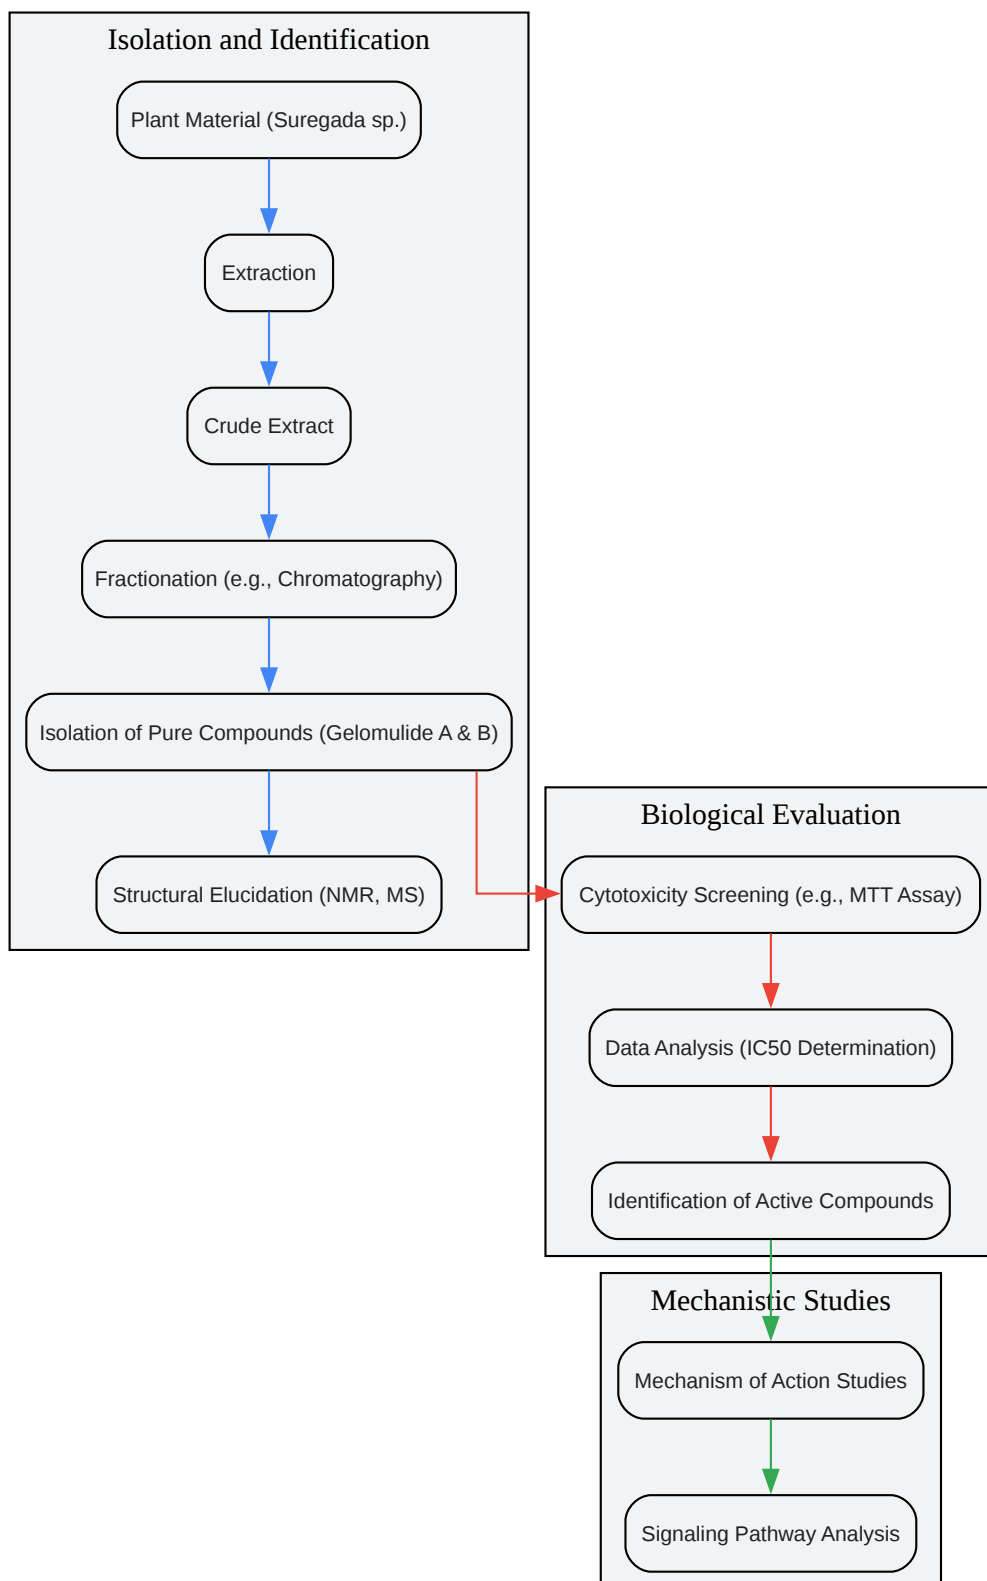 Isolation and Identification
Plant Material (Suregada sp.)
Extraction
Crude Extract
Fractionation (e.g., Chromatography)
Isolation of Pure Compounds (Gelomulide A & B)
Structural Elucidation (NMR, MS)
Biological Evaluation
Cytotoxicity Screening (e.g., MTT Assay)
Data Analysis (IC50 Determination)
Identification of Active Compounds
Mechanistic Studies
Mechanism of Action Studies
Signaling Pathway Analysis